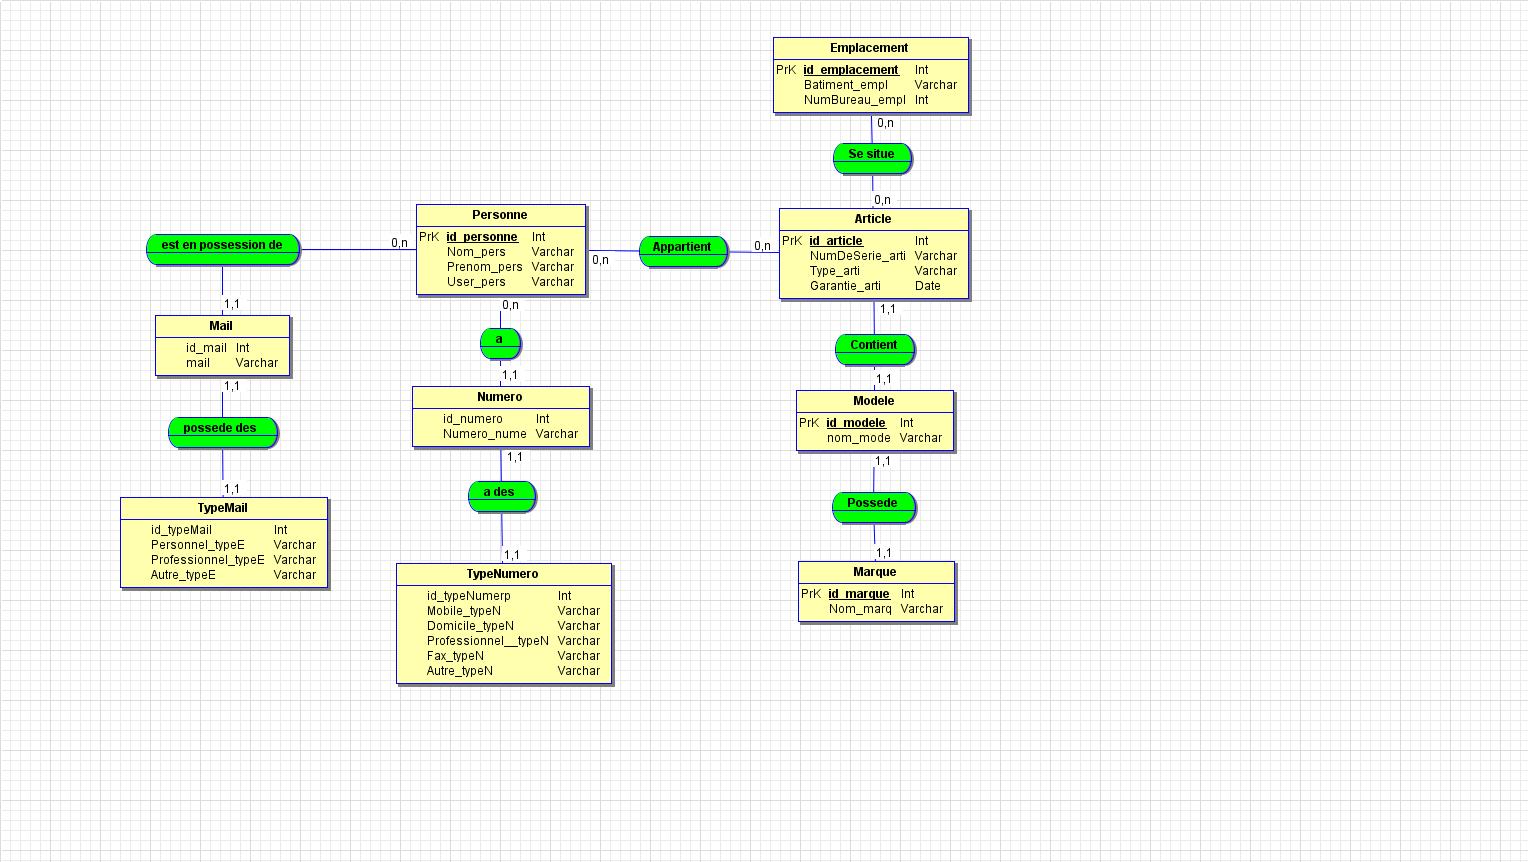 Emplacement
PrK id_emplacement Int
Batiment_empl Varchar
NumBureau_empl Int
0,n
Se situe
0,n
Personne
PrK id_personne Int
Nom_pers Varchar
Prenom_pers Varchar
User_pers Varchar
Article
PrK id_article Int
NumDeSerie_arti Varchar
Type_arti Varchar
Garantie_arti Date
est en possession de
0,n
0,n
Appartient
0,n
1,1
Mail
id_mail Int
mail Varchar
1,1
possede des
1,1
TypeMail
id_typeMail Int
Personnel_typeE Varchar
Professionnel_typeE Varchar
Autre_typeE Varchar
0,n
a
1,1
Numero
id_numero Int
Numero_nume Varchar
1,1
a des
1,1
TypeNumero
id_typeNumerp Int
Mobile_typeN Varchar
Domicile_typeN Varchar
Professionnel__typeN Varchar
Fax_typeN Varchar
Autre_typeN Varchar
1,1
Contient
1,1
Modele
PrK id_modele Int
nom_mode Varchar
1,1
Possede
1,1
Marque
PrK id_marque Int
Nom_marq Varchar